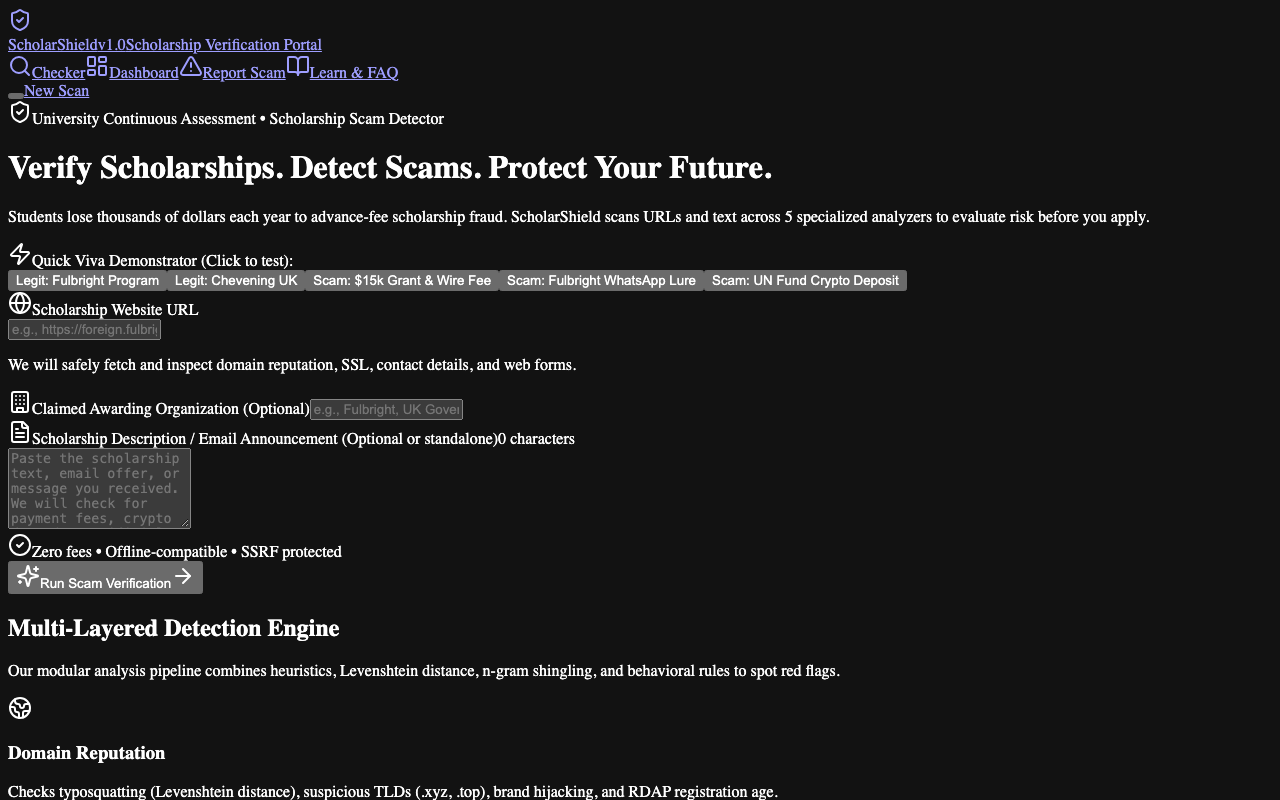 ScholarShieldv1.0Scholarship Verification Portal
CheckerDashboardReport ScamLearn & FAQ
New Scan
University Continuous Assessment • Scholarship Scam Detector
Verify Scholarships. Detect Scams. Protect Your Future.
Students lose thousands of dollars each year to advance-fee scholarship fraud. ScholarShield scans URLs and text across 5 specialized analyzers to evaluate risk before you apply.
Quick Viva Demonstrator (Click to test):
Legit: Fulbright Program Legit: Chevening UK Scam: $15k Grant & Wire Fee Scam: Fulbright WhatsApp Lure Scam: UN Fund Crypto Deposit
Scholarship Website URL
e.g., https://foreign.fulbri
We will safely fetch and inspect domain reputation, SSL, contact details, and web forms.
Claimed Awarding Organization (Optional) e.g., Fulbright, UK Gover
Scholarship Description / Email Announcement (Optional or standalone)0 characters
Paste the scholarship
text, email offer, or
message you received.
We will check for
payment fees, crypto
Zero fees • Offline-compatible • SSRF protected
Run Scam Verification
Multi-Layered Detection Engine
Our modular analysis pipeline combines heuristics, Levenshtein distance, n-gram shingling, and behavioral rules to spot red flags.
Domain Reputation
Checks typosquatting (Levenshtein distance), suspicious TLDs (.xyz, .top), brand hijacking, and RDAP registration age.